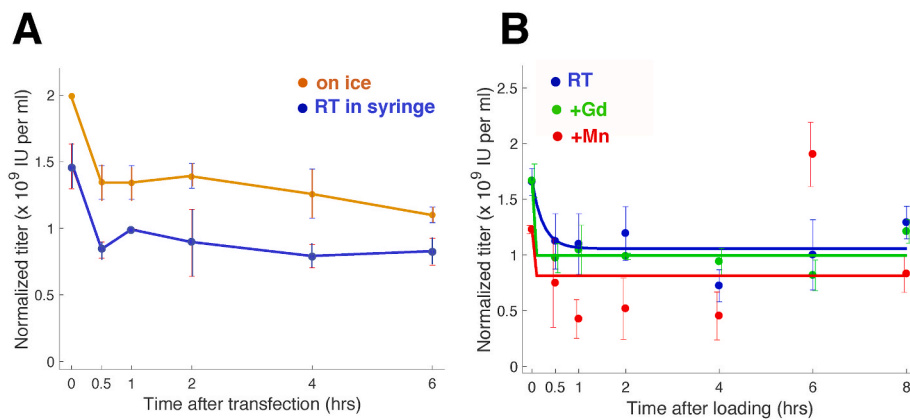 A
on ice
RT in syringe
Normalized titer (x 10⁹ IU per ml)
2
1.5
1
0.5
0
0 0.5 1 2 4 6
Time after transfection (hrs)
B
RT
+Gd
+Mn
Normalized titer (x 10⁹ IU per ml)
2.5
2
1.5
1
0.5
0
0 0.5 1 2 4 6 8
Time after loading (hrs)